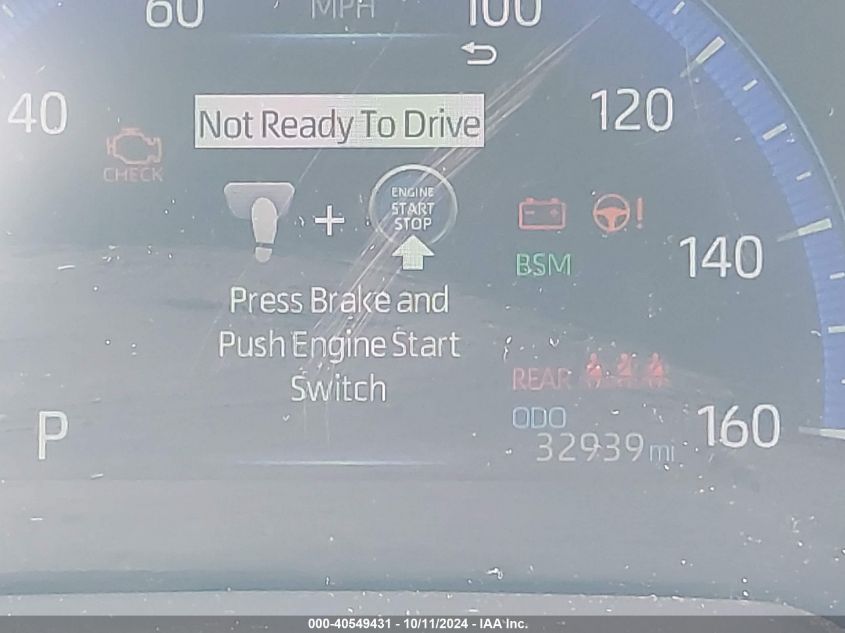 60 MPH 100
40 Not Ready To Drive 120
CHECK
ENGINE
START
STOP
BSM 140
Press Brake and
Push Engine Start
Switch
REAR
ODO
P 160
32939 mi
000-40549431 - 10/11/2024 - IAA Inc.